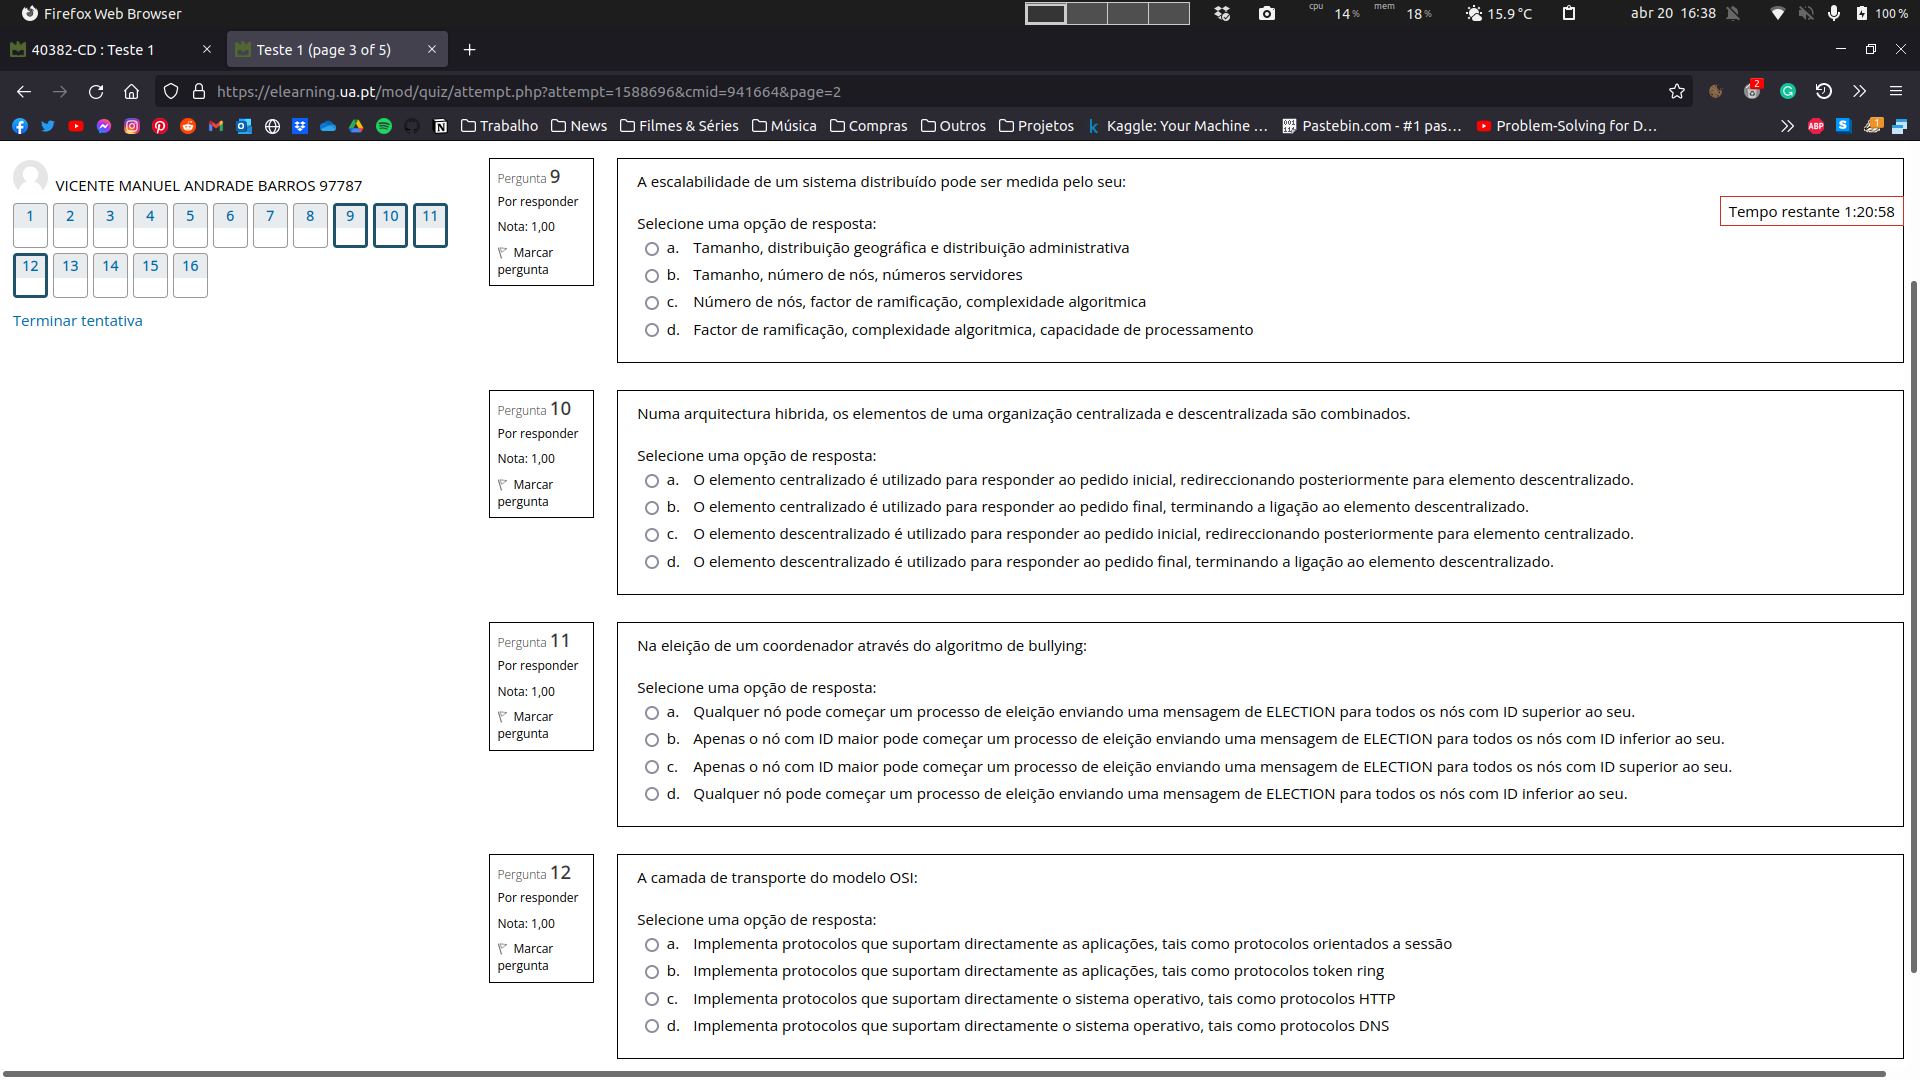 Firefox Web Browser
cpu 14% mem 18% 15.9 °C abr 20 16:38 100 %
40382-CD : Teste 1
Teste 1 (page 3 of 5)
https://elearning.ua.pt/mod/quiz/attempt.php?attempt=1588696&cmid=941664&page=2
2
Trabalho News Filmes & Séries Música Compras Outros Projetos Kaggle: Your Machine ... Pastebin.com - #1 pas... Problem-Solving for D...
ABP S 1
VICENTE MANUEL ANDRADE BARROS 97787
1 2 3 4 5 6 7 8 9 10 11
12 13 14 15 16
Terminar tentativa
Tempo restante 1:20:58
Pergunta 9
Por responder
Nota: 1,00
Marcar
pergunta
A escalabilidade de um sistema distribuído pode ser medida pelo seu:
Selecione uma opção de resposta:
a. Tamanho, distribuição geográfica e distribuição administrativa
b. Tamanho, número de nós, números servidores
c. Número de nós, factor de ramificação, complexidade algoritmica
d. Factor de ramificação, complexidade algoritmica, capacidade de processamento
Pergunta 10
Por responder
Nota: 1,00
Marcar
pergunta
Numa arquitectura hibrida, os elementos de uma organização centralizada e descentralizada são combinados.
Selecione uma opção de resposta:
a. O elemento centralizado é utilizado para responder ao pedido inicial, redireccionando posteriormente para elemento descentralizado.
b. O elemento centralizado é utilizado para responder ao pedido final, terminando a ligação ao elemento descentralizado.
c. O elemento descentralizado é utilizado para responder ao pedido inicial, redireccionando posteriormente para elemento centralizado.
d. O elemento descentralizado é utilizado para responder ao pedido final, terminando a ligação ao elemento descentralizado.
Pergunta 11
Por responder
Nota: 1,00
Marcar
pergunta
Na eleição de um coordenador através do algoritmo de bullying:
Selecione uma opção de resposta:
a. Qualquer nó pode começar um processo de eleição enviando uma mensagem de ELECTION para todos os nós com ID superior ao seu.
b. Apenas o nó com ID maior pode começar um processo de eleição enviando uma mensagem de ELECTION para todos os nós com ID inferior ao seu.
c. Apenas o nó com ID maior pode começar um processo de eleição enviando uma mensagem de ELECTION para todos os nós com ID superior ao seu.
d. Qualquer nó pode começar um processo de eleição enviando uma mensagem de ELECTION para todos os nós com ID inferior ao seu.
Pergunta 12
Por responder
Nota: 1,00
Marcar
pergunta
A camada de transporte do modelo OSI:
Selecione uma opção de resposta:
a. Implementa protocolos que suportam directamente as aplicações, tais como protocolos orientados a sessão
b. Implementa protocolos que suportam directamente as aplicações, tais como protocolos token ring
c. Implementa protocolos que suportam directamente o sistema operativo, tais como protocolos HTTP
d. Implementa protocolos que suportam directamente o sistema operativo, tais como protocolos DNS